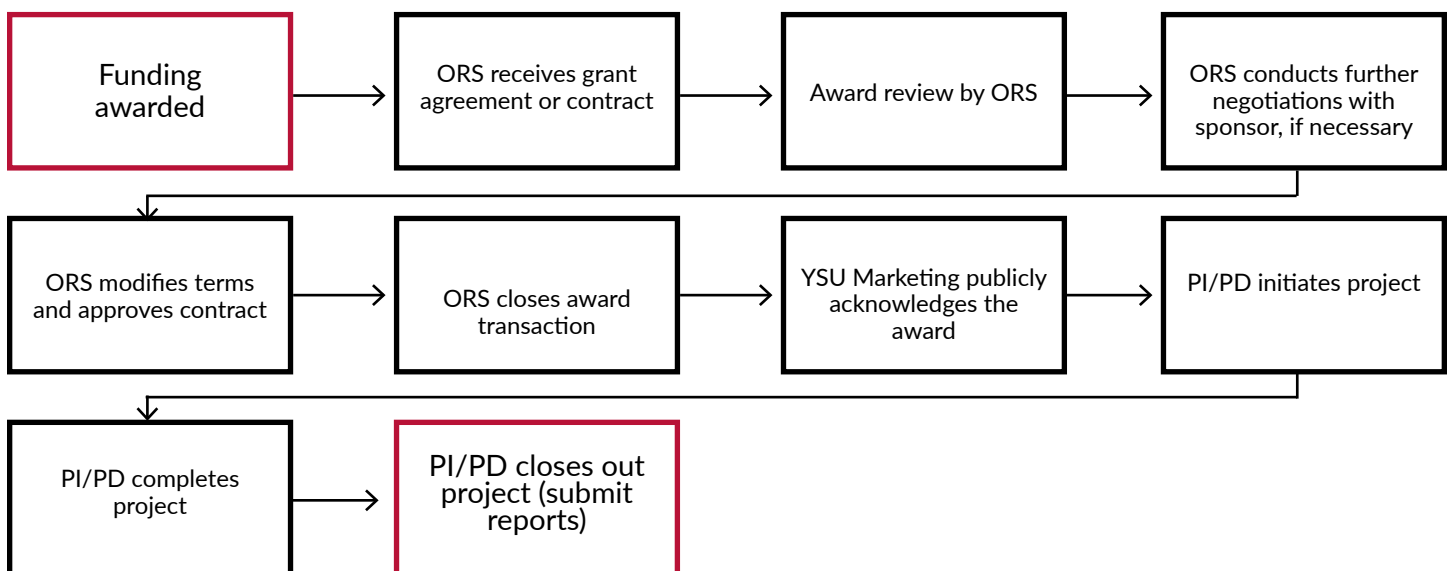 Funding
awarded
ORS receives grant
agreement or contract
Award review by ORS
ORS conducts further
negotiations with
sponsor, if necessary
ORS modifies terms
and approves contract
ORS closes award
transaction
YSU Marketing publicly
acknowledges the
award
PI/PD initiates project
PI/PD completes
project
PI/PD closes out
project (submit
reports)